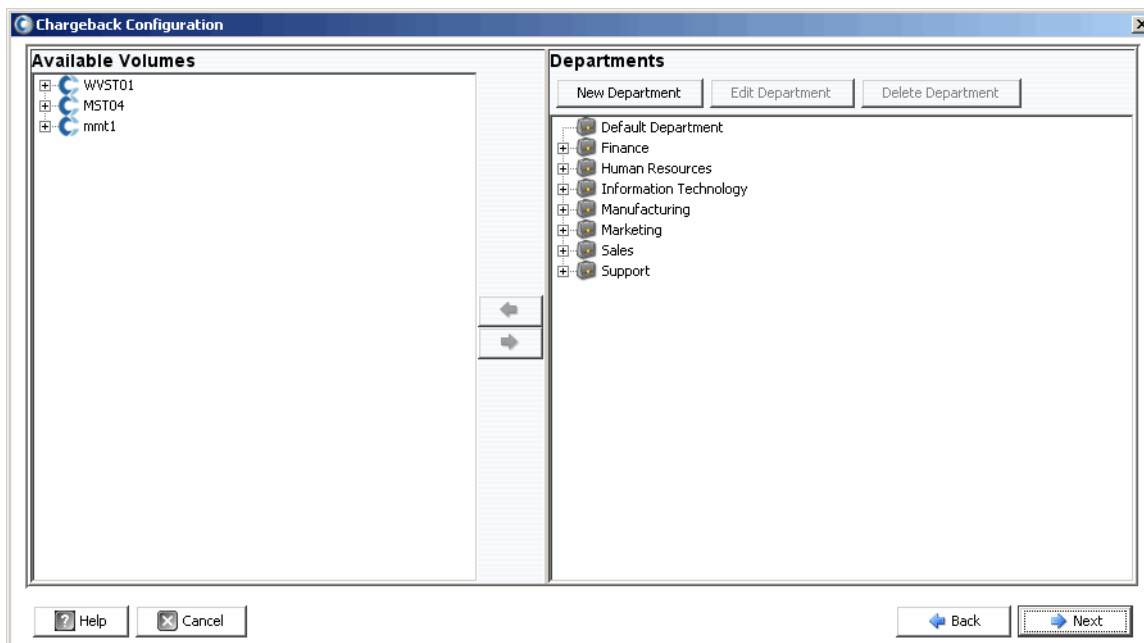 Chargeback Configuration
Available Volumes
WVST01
MST04
mmt1
Departments
New Department
Edit Department
Delete Department
Default Department
Finance
Human Resources
Information Technology
Manufacturing
Marketing
Sales
Support
Help
Cancel
Back
Next